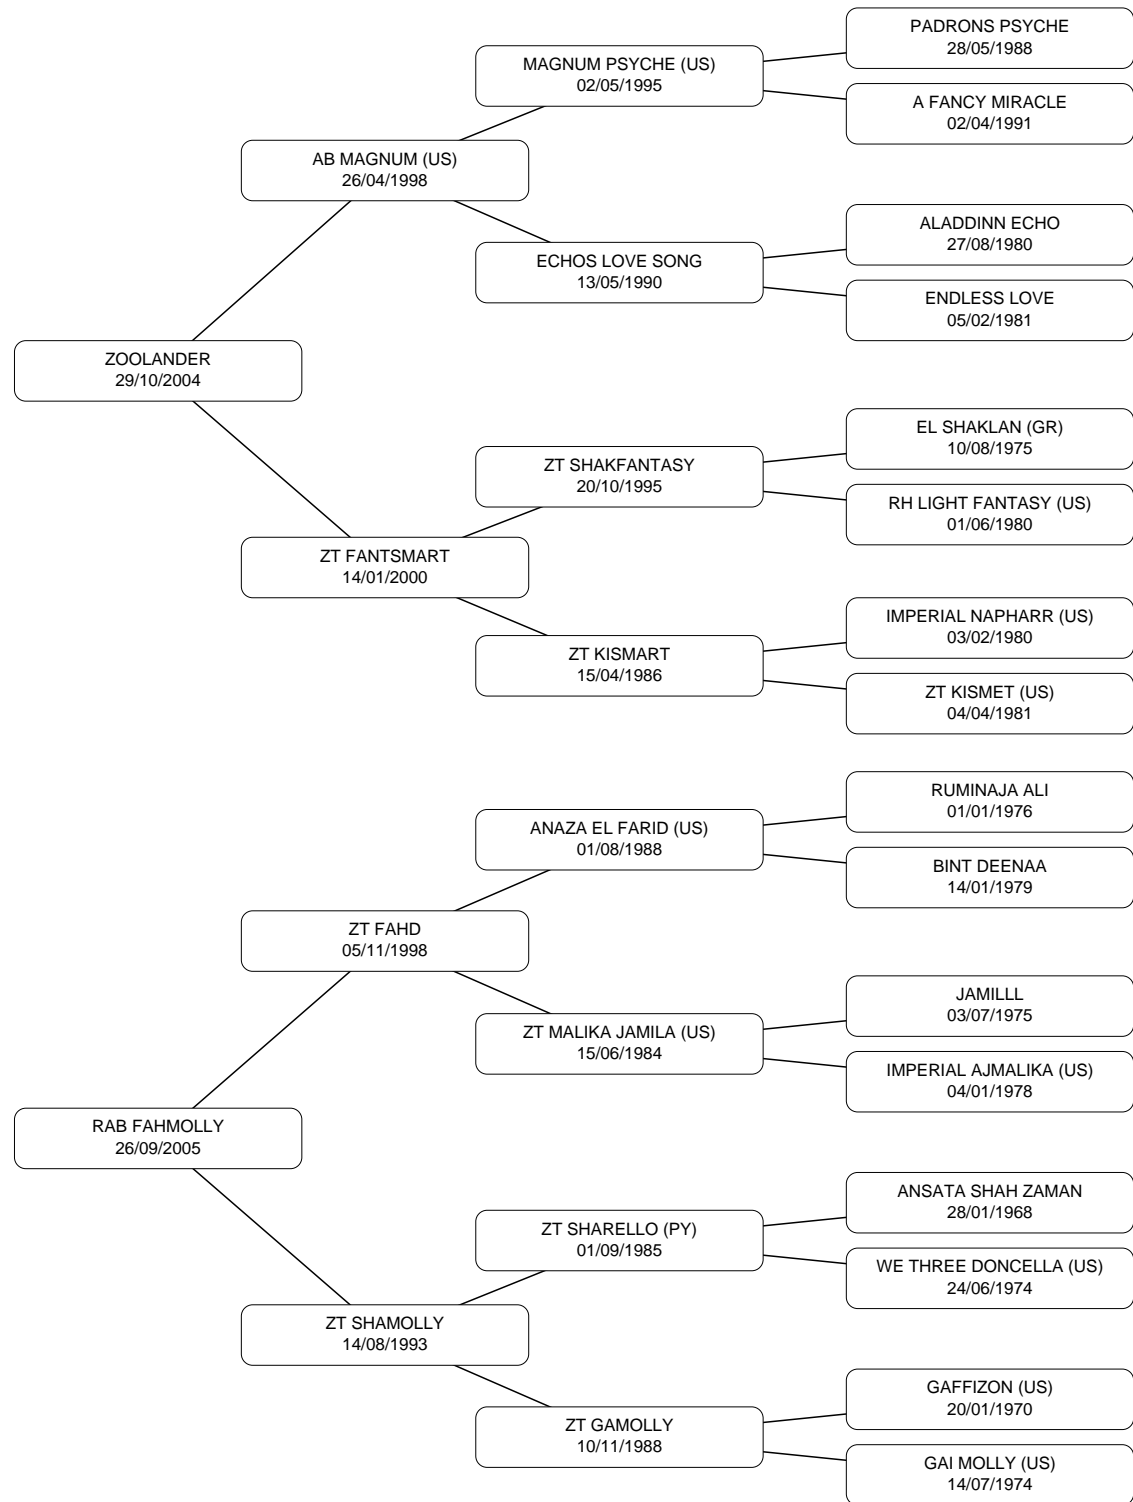 PADRONS PSYCHE
28/05/1988
MAGNUM PSYCHE (US)
02/05/1995
A FANCY MIRACLE
02/04/1991
AB MAGNUM (US)
26/04/1998
ALADDINN ECHO
27/08/1980
ECHOS LOVE SONG
13/05/1990
ENDLESS LOVE
05/02/1981
ZOOLANDER
29/10/2004
EL SHAKLAN (GR)
10/08/1975
ZT SHAKFANTASY
20/10/1995
RH LIGHT FANTASY (US)
01/06/1980
ZT FANTSMART
14/01/2000
IMPERIAL NAPHARR (US)
03/02/1980
ZT KISMART
15/04/1986
ZT KISMET (US)
04/04/1981
RUMINAJA ALI
01/01/1976
ANAZA EL FARID (US)
01/08/1988
BINT DEENAA
14/01/1979
ZT FAHD
05/11/1998
JAMILLL
03/07/1975
ZT MALIKA JAMILA (US)
15/06/1984
IMPERIAL AJMALIKA (US)
04/01/1978
RAB FAHMOLLY
26/09/2005
ANSATA SHAH ZAMAN
28/01/1968
ZT SHARELLO (PY)
01/09/1985
WE THREE DONCELLA (US)
24/06/1974
ZT SHAMOLLY
14/08/1993
GAFFIZON (US)
20/01/1970
ZT GAMOLLY
10/11/1988
GAI MOLLY (US)
14/07/1974